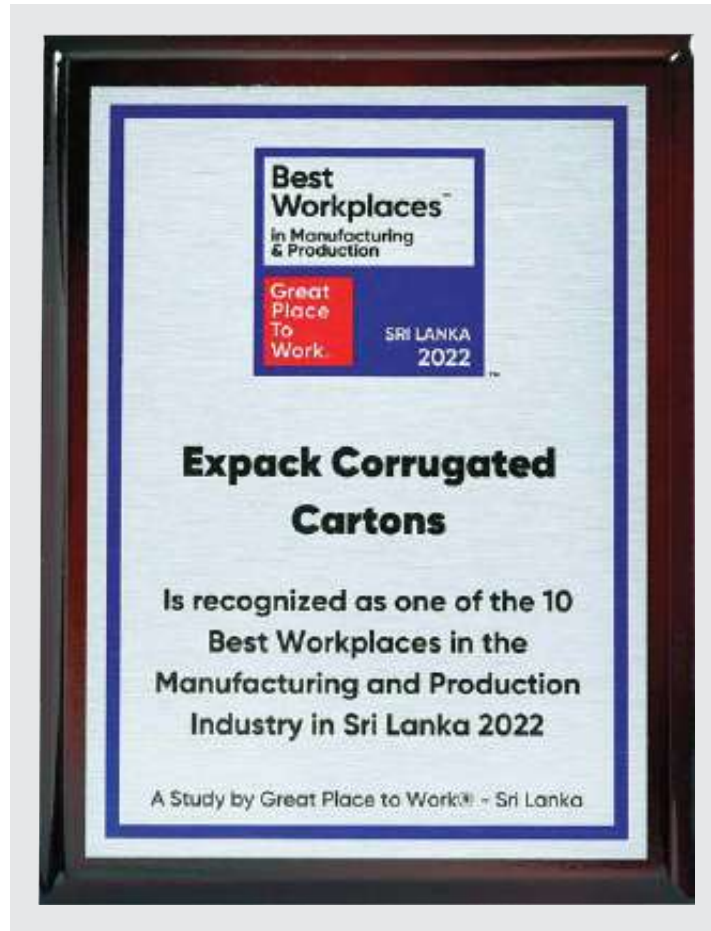 Best
Workplaces™
in Manufacturing
& Production
Great
Place
To
Work.
SRI LANKA
2022
™
Expack Corrugated
Cartons
Is recognized as one of the 10
Best Workplaces in the
Manufacturing and Production
Industry in Sri Lanka 2022
A Study by Great Place to Work® - Sri Lanka